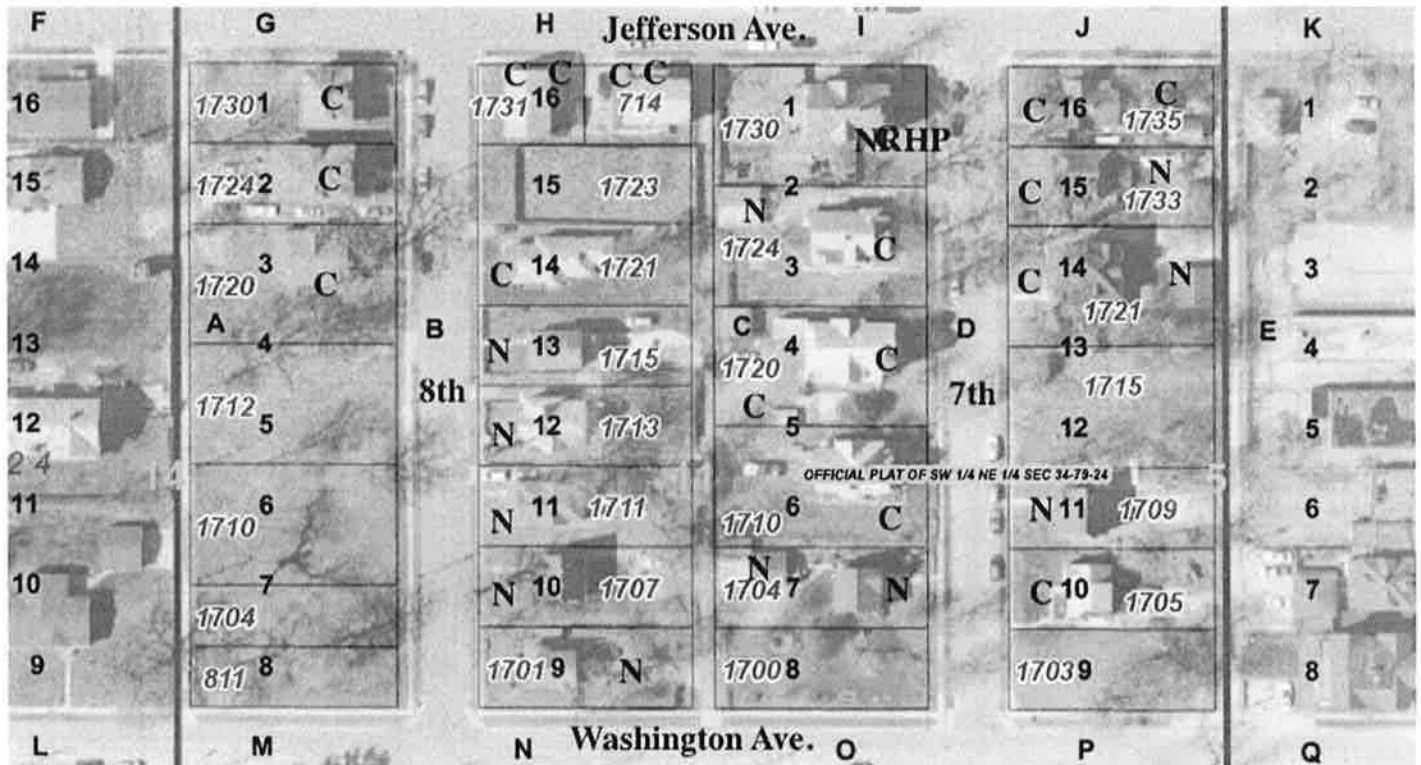 F G H Jefferson Ave. I J K
16 1730 1 C C C C C 1731 16 714 1 1730 NRHP C C 16 C 1735 1
15 1724 2 C 15 1723 2 N C 15 N 1733 2
14 3 1720 C C 14 1721 1724 3 C C 14 N 1721 3
13 A 4 B N 13 1715 C 4 1720 C D 13 1715 E 4
8th 7th
12 1712 5 N 12 1713 C 5 12 5
2 4 OFFICIAL PLAT OF SW 1/4 NE 1/4 SEC 34-79-24
11 6 1710 N 11 1711 1710 6 C N 11 1709 6
10 7 1704 N 10 1707 N 1704 7 N C 10 1705 7
9 811 8 1701 9 N 1700 8 1703 9 8
L M N Washington Ave. O P Q